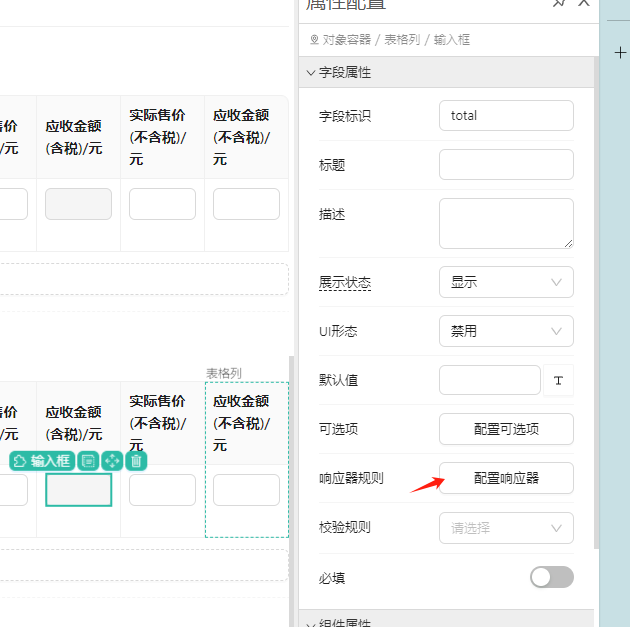 属性配置
对象容器 / 表格列 / 输入框
字段属性
字段标识
total
标题
描述
展示状态
显示
UI形态
禁用
默认值
T
可选项
配置可选项
响应器规则
配置响应器
校验规则
请选择
必填
组件属性
售价
/元
应收金额
(含税)/元
实际售价
(不含税)/
元
应收金额
(不含税)/
元
表格列
售价
/元
应收金额
(含税)/元
实际售价
(不含税)/
元
应收金额
(不含税)/
元
输入框